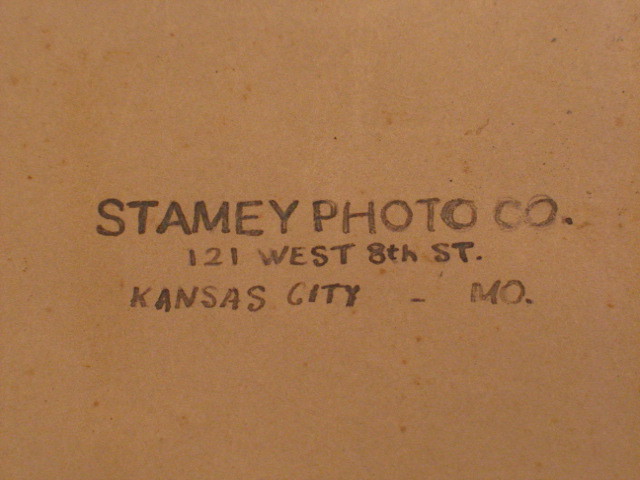 STAMEY PHOTO CO.
121 WEST 8th ST.
KANSAS CITY - MO.